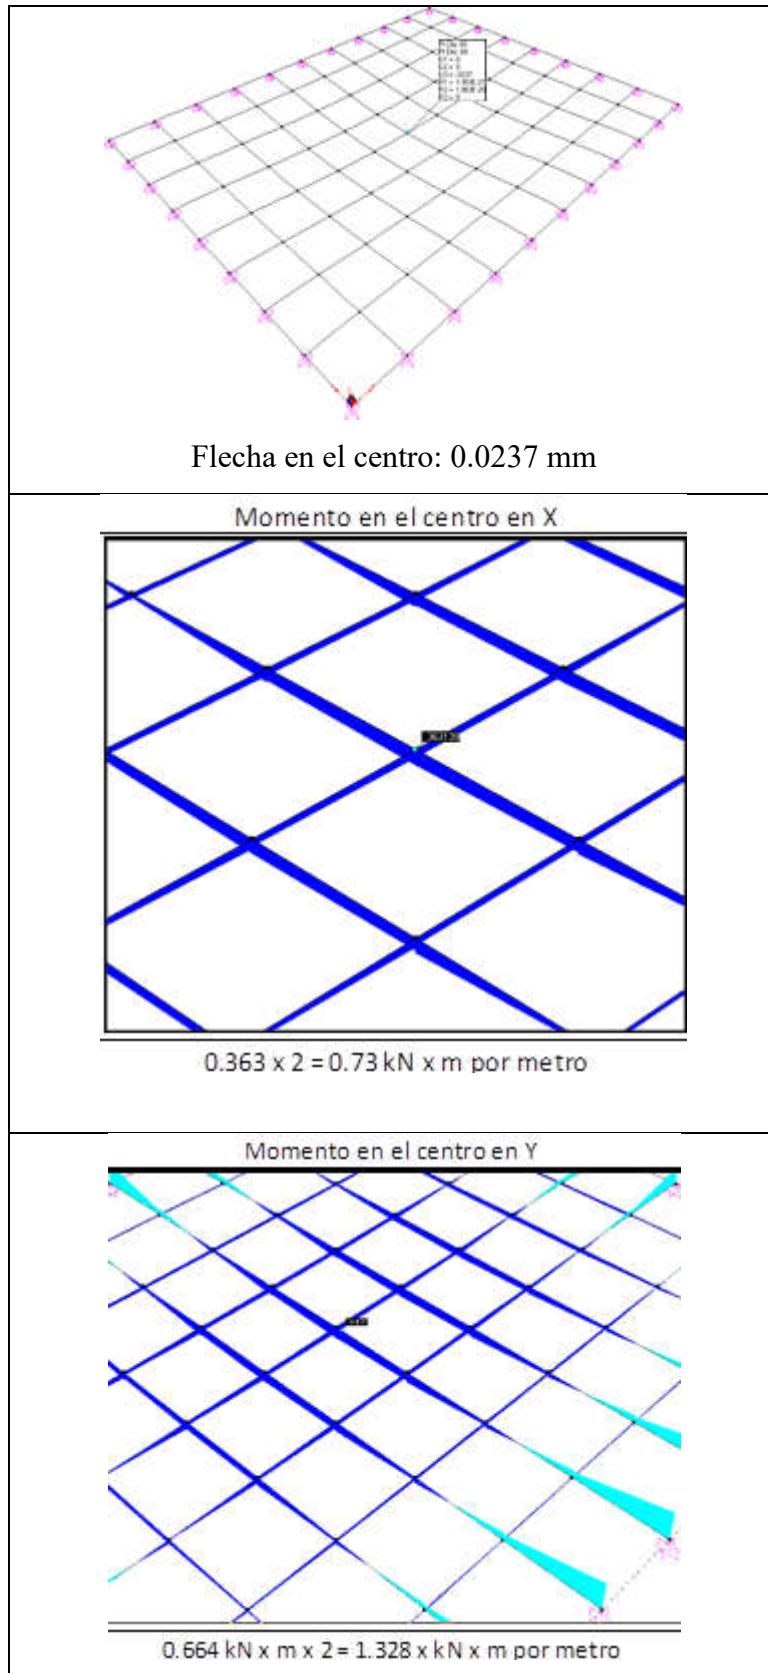 Flecha en el centro: 0.0237 mm
Momento en el centro en X
0.363 x 2 = 0.73 kN x m por metro
Momento en el centro en Y
0.664 kN x m x 2 = 1.328 x kN x m por metro